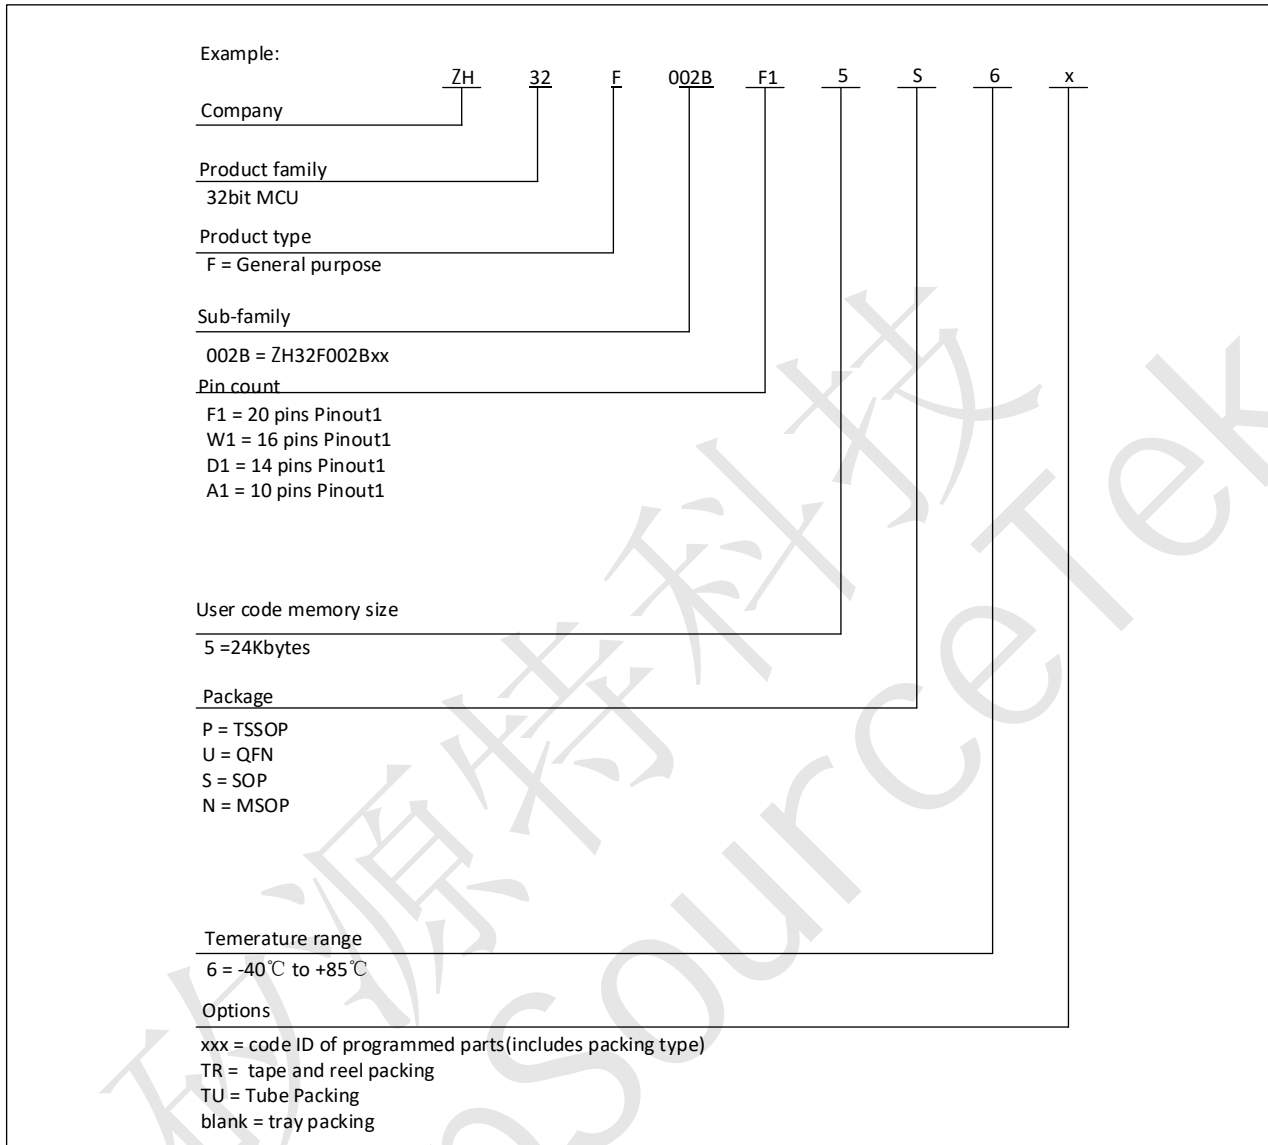 Example:
ZH 32 F 002B F1 5 S 6 x
Company
Product family
32bit MCU
Product type
F = General purpose
Sub-family
002B = ZH32F002Bxx
Pin count
F1 = 20 pins Pinout1
W1 = 16 pins Pinout1
D1 = 14 pins Pinout1
A1 = 10 pins Pinout1
User code memory size
5 =24Kbytes
Package
P = TSSOP
U = QFN
S = SOP
N = MSOP
Temerature range
6 = -40℃ to +85℃
Options
xxx = code ID of programmed parts(includes packing type)
TR = tape and reel packing
TU = Tube Packing
blank = tray packing
矽源特科技
SourceTek